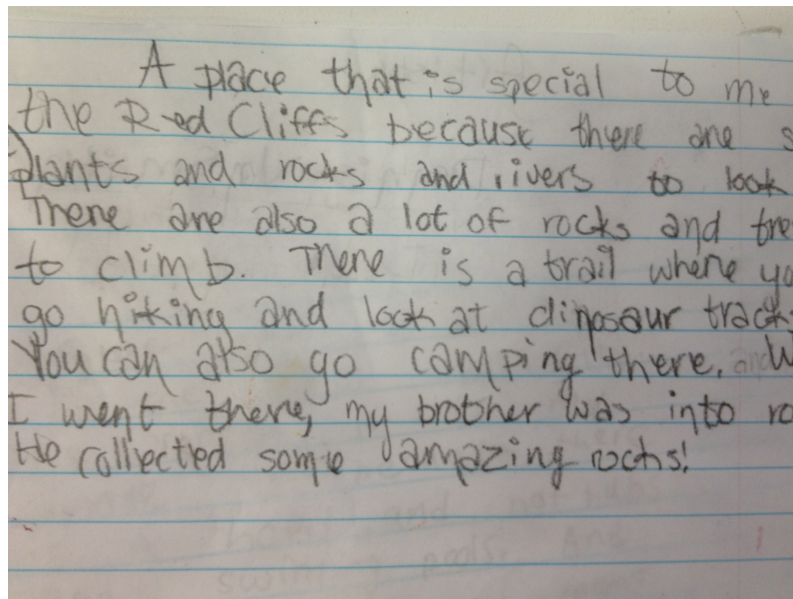 A place that is special to me
the Red Cliffs because there are s
plants and rocks and rivers to look
There are also a lot of rocks and tre
to climb. There is a trail where yo
go hiking and look at dinosaur track
You can also go camping there. and W
I went there, my brother was into ro
He collected some amazing rocks!